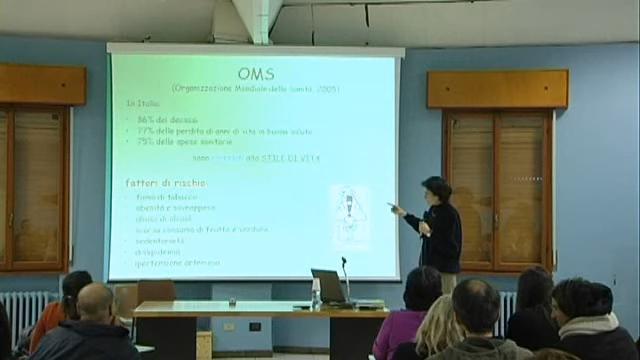 OMS
(Organizzazione Mondiale della Sanità, 2005)
In Italia:
• 86% dei decessi
• 77% delle perdita di anni di vita in buona salute
• 75% delle spese sanitarie
sono correlati allo STILE DI VITA
fattori di rischio:
• fumo di tabacco
• obesità e sovrappeso
• abuso di alcool
• scarso consumo di frutta e verdura
• sedentarietà
• dislipidemia
• ipertensione arteriosa